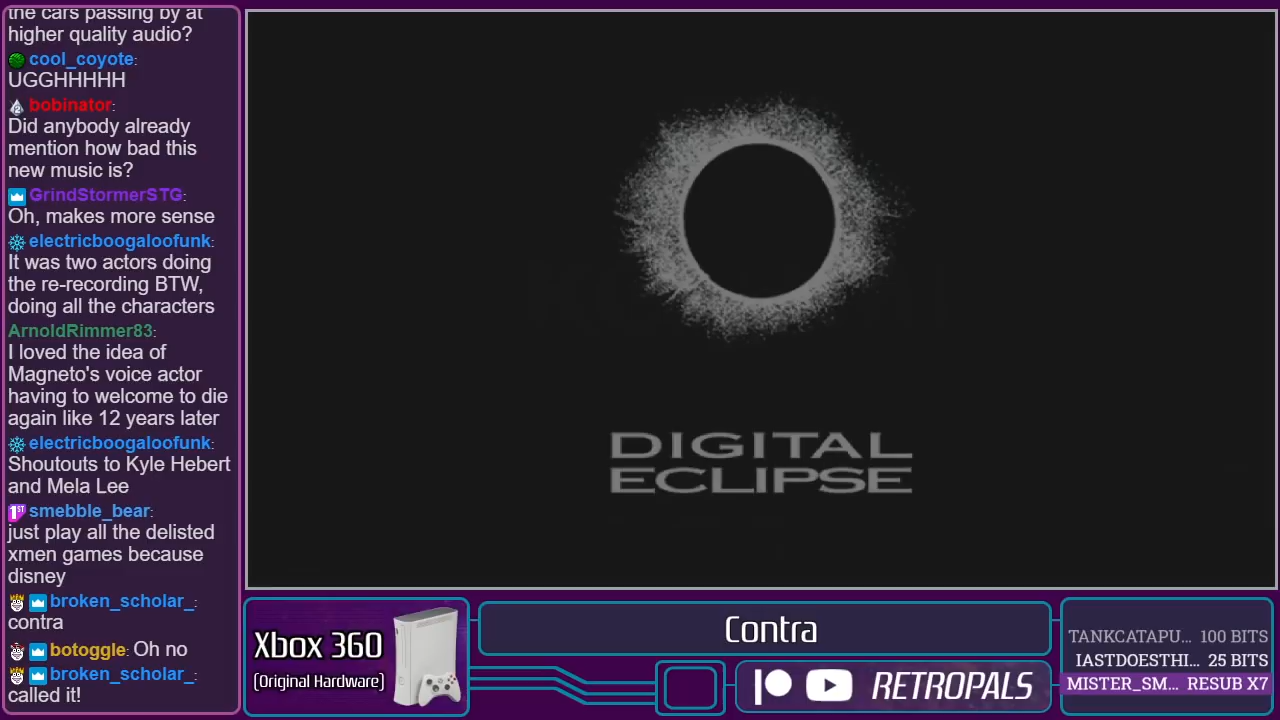 the cars passing by at
higher quality audio?
cool_coyote:
UGGHHHHH
bobinator:
Did anybody already
mention how bad this
new music is?
GrindStormerSTG:
Oh, makes more sense
electricboogaloofunk:
It was two actors doing
the re-recording BTW,
doing all the characters
ArnoldRimmer83:
I loved the idea of
Magneto's voice actor
having to welcome to die
again like 12 years later
electricboogaloofunk:
Shoutouts to Kyle Hebert
and Mela Lee
1ST smebble_bear:
just play all the delisted
xmen games because
disney
broken_scholar_:
contra
botoggle: Oh no
broken_scholar_:
called it!
DIGITAL
ECLIPSE
Xbox 360
(Original Hardware)
Contra
RETROPALS
TANKCATAPU... 100 BITS
IASTDOESTHI... 25 BITS
MISTER_SM... RESUB X7